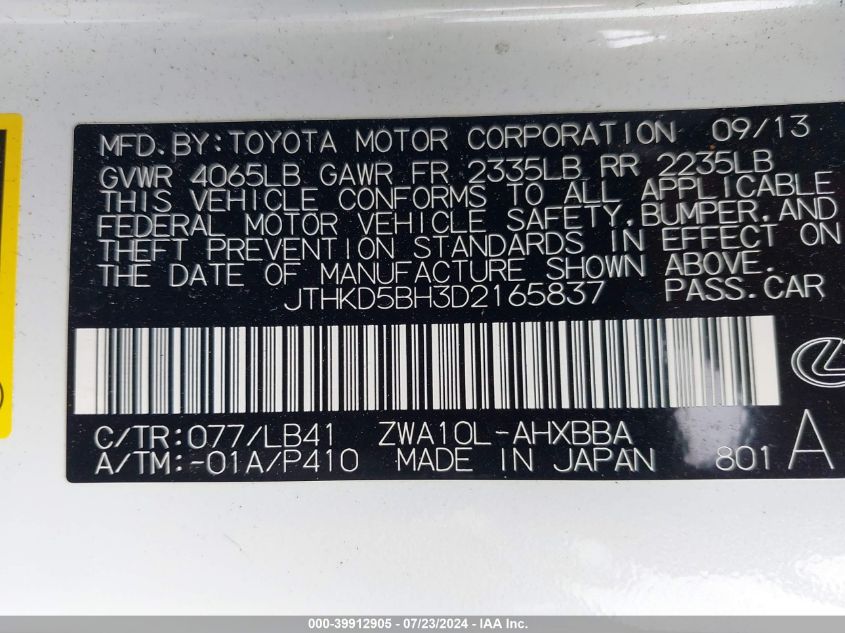 MFD. BY: TOYOTA MOTOR CORPORATION 09/13
GVWR 4065LB GAWR FR 2335LB RR 2235LB
THIS VEHICLE CONFORMS TO ALL APPLICABLE
FEDERAL MOTOR VEHICLE SAFETY, BUMPER, AND
THEFT PREVENTION STANDARDS IN EFFECT ON
THE DATE OF MANUFACTURE SHOWN ABOVE.
JTHKD5BH3D2165837 PASS. CAR
C/TR: 077/LB41 ZWA10L-AHXBBA
A/TM: -01A/P410 MADE IN JAPAN 801 A
000-39912905 - 07/23/2024 - IAA Inc.